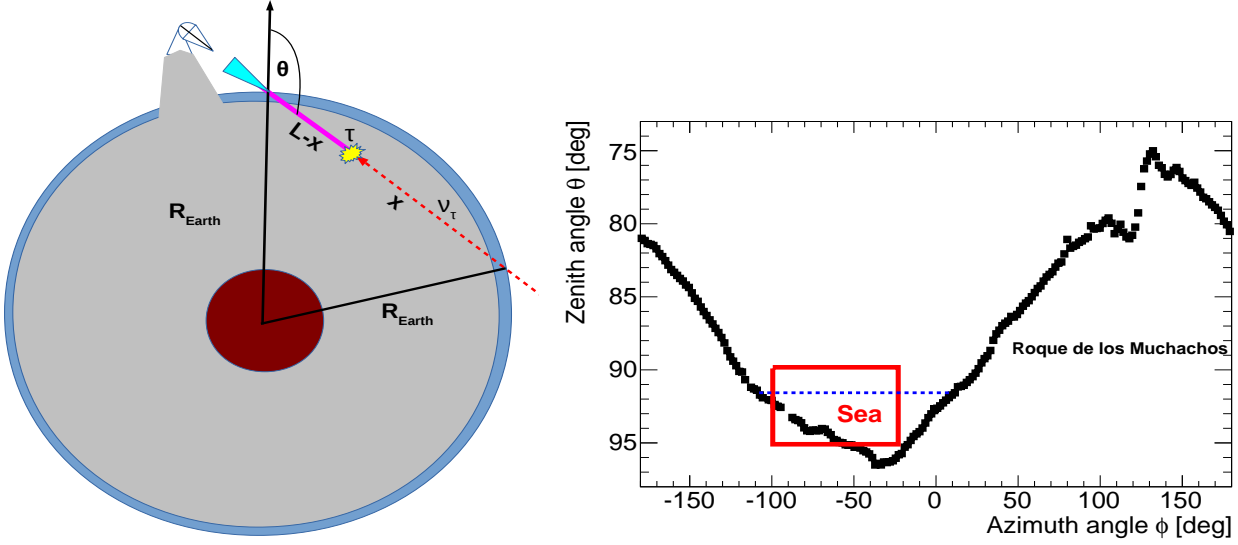 θ
τ
L-x
x
ν_τ
R_Earth
R_Earth
Zenith angle θ [deg]
75
80
85
90
95
Roque de los Muchachos
Sea
-150 -100 -50 0 50 100 150
Azimuth angle ϕ [deg]